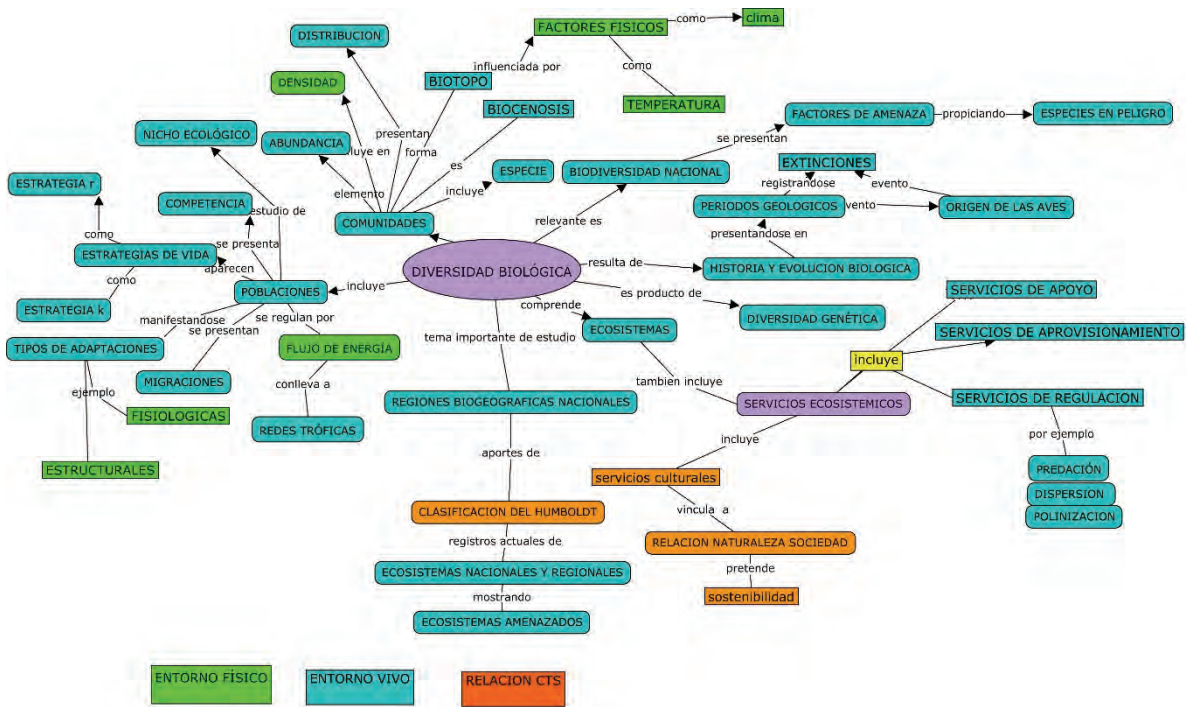 DISTRIBUCION
FACTORES FISICOS
como
clima
influenciada por
BIOTOPO
como
DENSIDAD
BIOCENOSIS
TEMPERATURA
NICHO ECOLÓGICO
presentan
FACTORES DE AMENAZA
propiciando
ESPECIES EN PELIGRO
ABUNDANCIA
luye en
forma
se presentan
ESPECIE
es
EXTINCIONES
ESTRATEGIA r
elemento
incluye
BIODIVERSIDAD NACIONAL
registrandose
evento
COMPETENCIA
estudio de
COMUNIDADES
relevante es
PERIODOS GEOLOGICOS
vento
ORIGEN DE LAS AVES
como
se presenta
presentandose en
ESTRATEGIAS DE VIDA
aparecen
DIVERSIDAD BIOLÓGICA
resulta de
HISTORIA Y EVOLUCION BIOLOGICA
como
incluye
POBLACIONES
es producto de
SERVICIOS DE APOYO
ESTRATEGIA k
comprende
DIVERSIDAD GENÉTICA
manifestandose
se regulan por
ECOSISTEMAS
SERVICIOS DE APROVISIONAMIENTO
se presentan
tema importante de estudio
TIPOS DE ADAPTACIONES
FLUJO DE ENERGÍA
incluye
MIGRACIONES
tambien incluye
ejemplo
conlleva a
REGIONES BIOGEOGRAFICAS NACIONALES
SERVICIOS ECOSISTEMICOS
SERVICIOS DE REGULACION
FISIOLOGICAS
REDES TRÓFICAS
incluye
por ejemplo
aportes de
ESTRUCTURALES
servicios culturales
PREDACIÓN
DISPERSION
CLASIFICACION DEL HUMBOLDT
vincula a
POLINIZACION
registros actuales de
RELACION NATURALEZA SOCIEDAD
ECOSISTEMAS NACIONALES Y REGIONALES
pretende
mostrando
sostenibilidad
ECOSISTEMAS AMENAZADOS
ENTORNO FÍSICO
ENTORNO VIVO
RELACION CTS